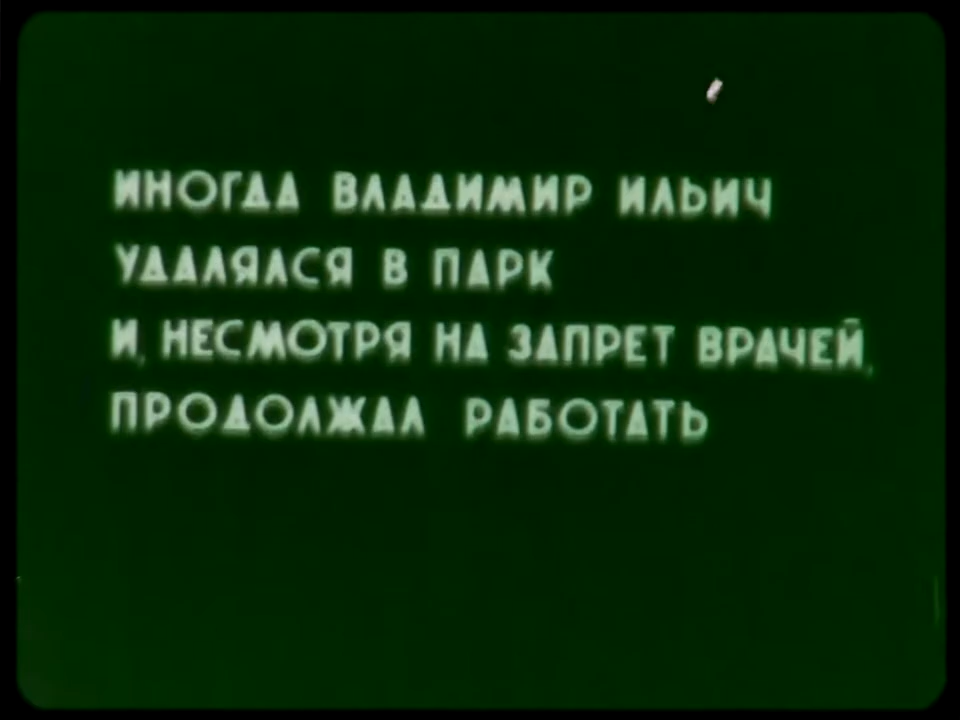 ИНОГДА ВЛАДИМИР ИЛЬИЧ
УДАЛЯЛСЯ В ПАРК
И, НЕСМОТРЯ НА ЗАПРЕТ ВРАЧЕЙ,
ПРОДОЛЖАЛ РАБОТАТЬ